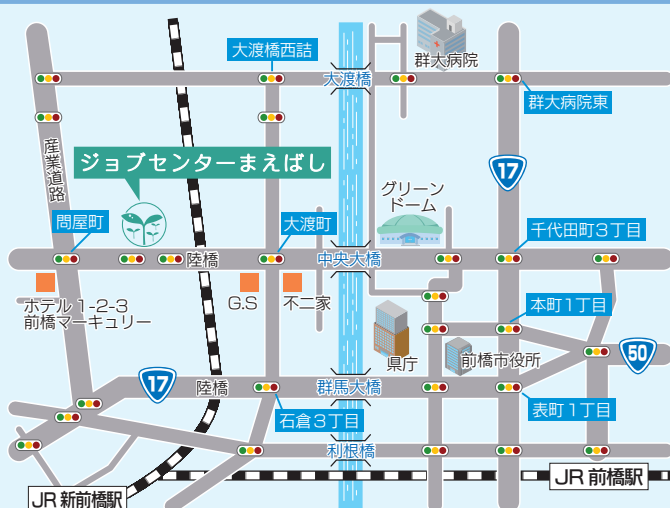 群大病院
大渡橋西詰
大渡橋
群大病院東
産業道路
ジョブセンターまえばし
17
グリーン
ドーム
問屋町
大渡町
千代田町3丁目
陸橋
中央大橋
陸橋
ホテル 1-2-3
前橋マーキュリー
G.S
不二家
本町1丁目
県庁
前橋市役所
50
17
陸橋
群馬大橋
表町1丁目
石倉3丁目
利根橋
JR 前橋駅
JR 新前橋駅